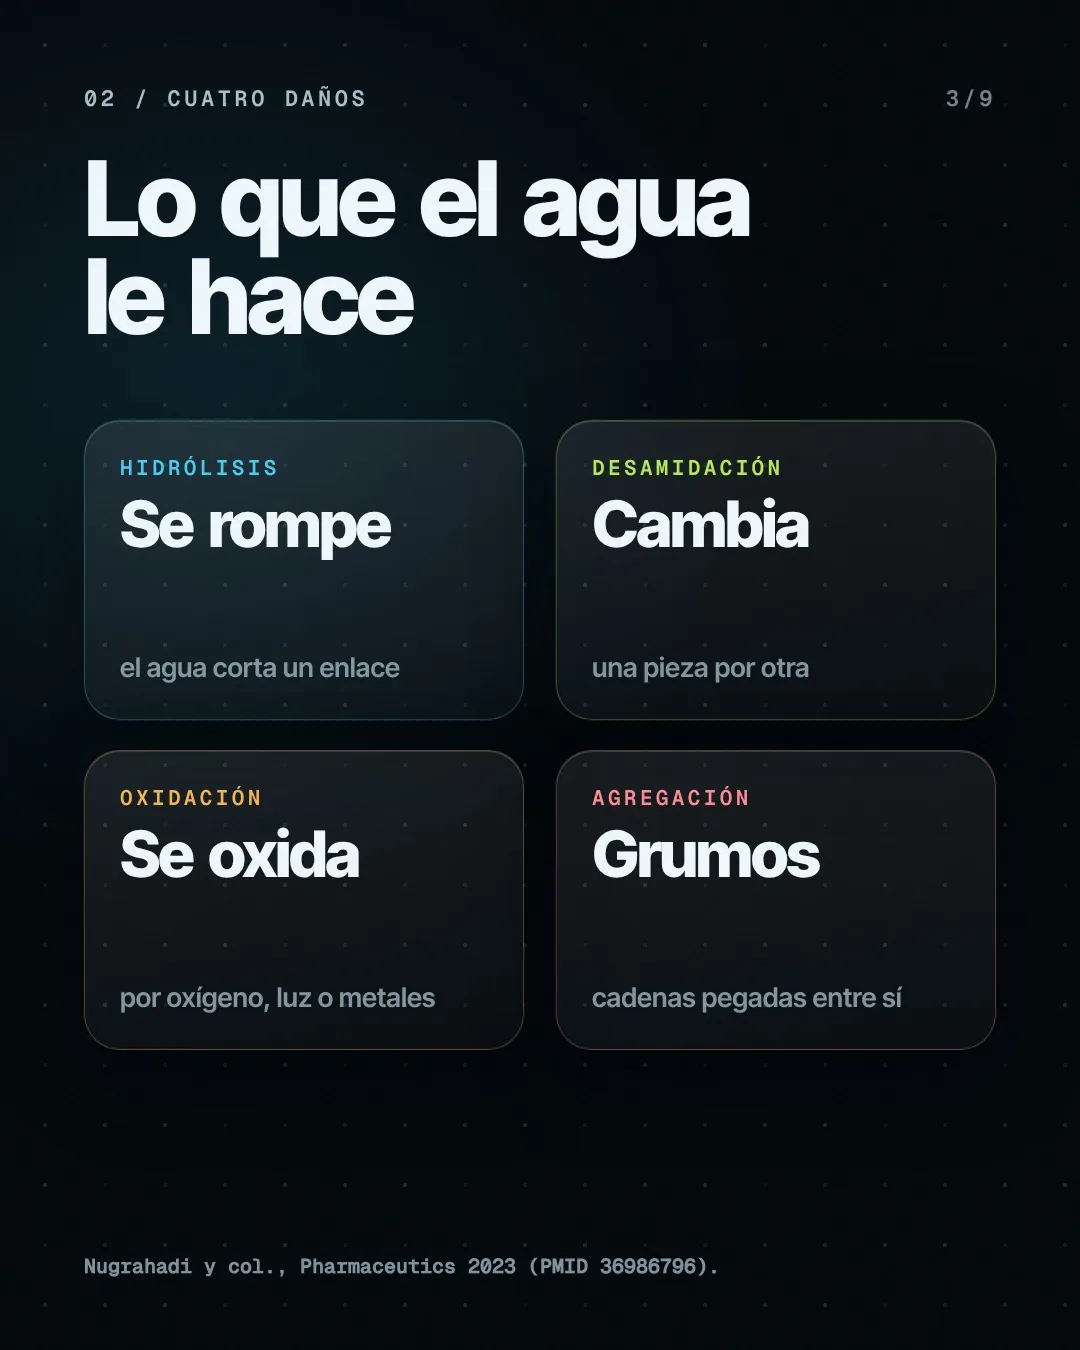 02 / CUATRO DAÑOS
3/9
Lo que el agua
le hace
HIDRÓLISIS
Se rompe
el agua corta un enlace
DESAMIDACIÓN
Cambia
una pieza por otra
OXIDACIÓN
Se oxida
por oxígeno, luz o metales
AGREGACIÓN
Grumos
cadenas pegadas entre sí
Nugrahadi y col., Pharmaceutics 2023 (PMID 36986796).